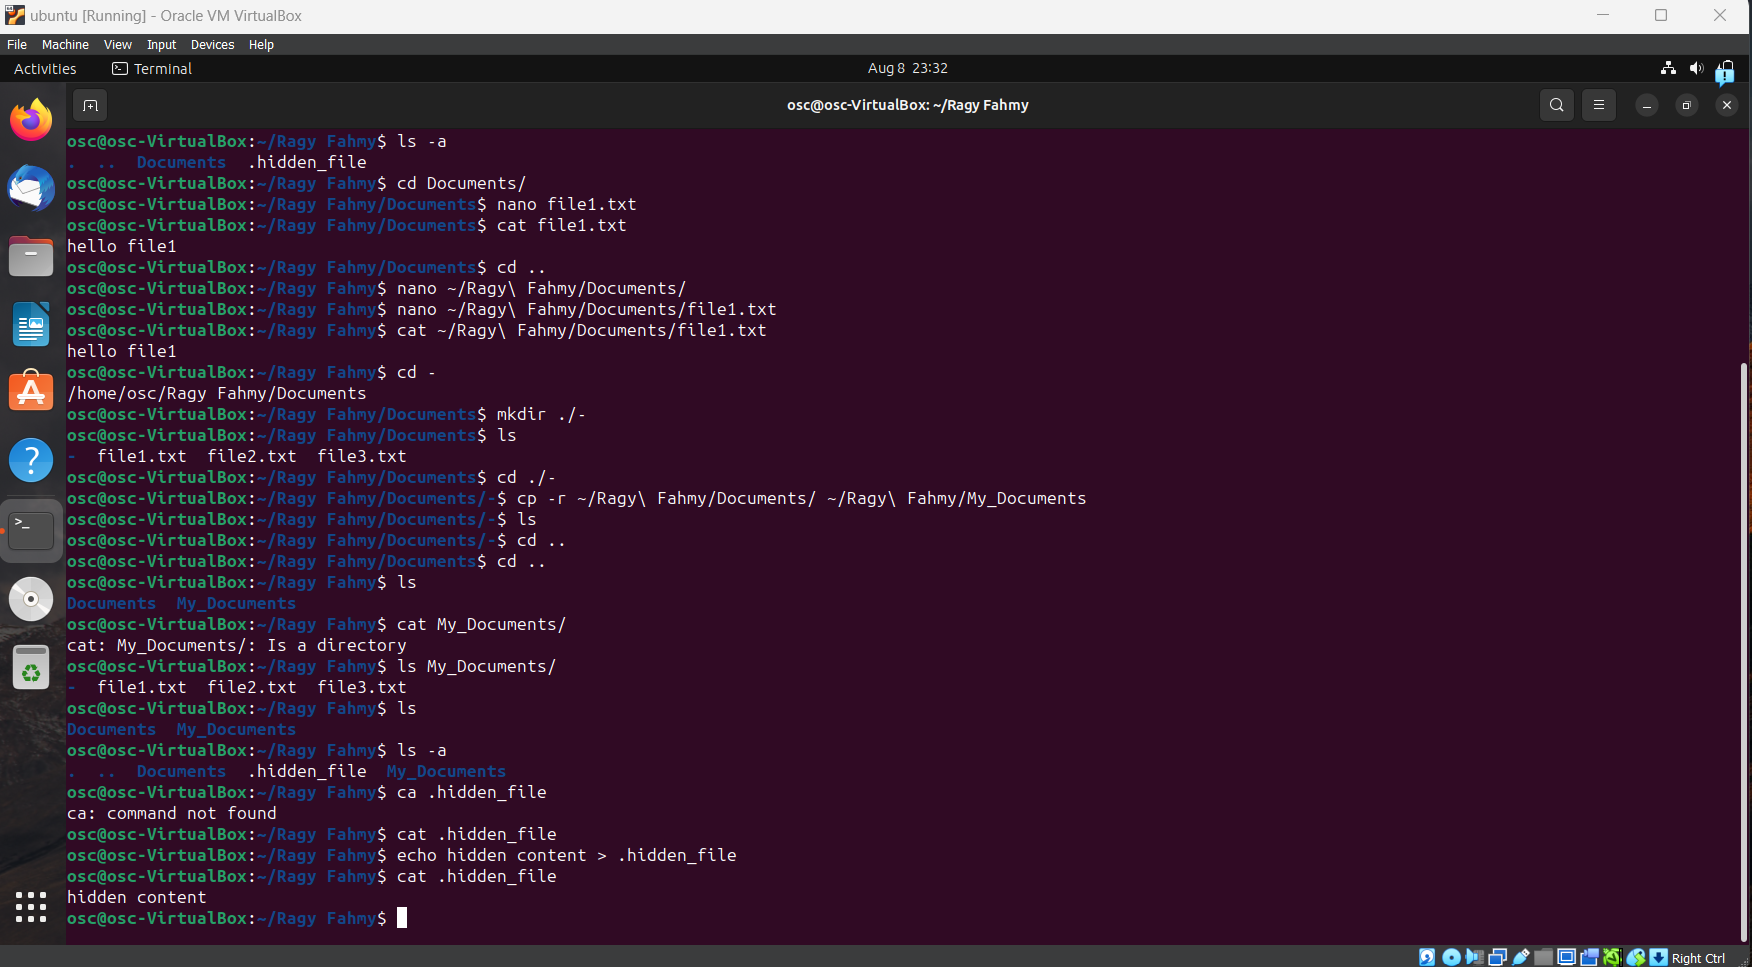 ubuntu [Running] - Oracle VM VirtualBox
File Machine View Input Devices Help
Activities Terminal Aug 8 23:32
osc@osc-VirtualBox: ~/Ragy Fahmy
osc@osc-VirtualBox:~/Ragy Fahmy$ ls -a
. .. Documents .hidden_file
osc@osc-VirtualBox:~/Ragy Fahmy$ cd Documents/
osc@osc-VirtualBox:~/Ragy Fahmy/Documents$ nano file1.txt
osc@osc-VirtualBox:~/Ragy Fahmy/Documents$ cat file1.txt
hello file1
osc@osc-VirtualBox:~/Ragy Fahmy/Documents$ cd ..
osc@osc-VirtualBox:~/Ragy Fahmy$ nano ~/Ragy\ Fahmy/Documents/
osc@osc-VirtualBox:~/Ragy Fahmy$ nano ~/Ragy\ Fahmy/Documents/file1.txt
osc@osc-VirtualBox:~/Ragy Fahmy$ cat ~/Ragy\ Fahmy/Documents/file1.txt
hello file1
osc@osc-VirtualBox:~/Ragy Fahmy$ cd -
/home/osc/Ragy Fahmy/Documents
osc@osc-VirtualBox:~/Ragy Fahmy/Documents$ mkdir ./-
osc@osc-VirtualBox:~/Ragy Fahmy/Documents$ ls
- file1.txt file2.txt file3.txt
osc@osc-VirtualBox:~/Ragy Fahmy/Documents$ cd ./-
osc@osc-VirtualBox:~/Ragy Fahmy/Documents/-$ cp -r ~/Ragy\ Fahmy/Documents/ ~/Ragy\ Fahmy/My_Documents
osc@osc-VirtualBox:~/Ragy Fahmy/Documents/-$ ls
osc@osc-VirtualBox:~/Ragy Fahmy/Documents/-$ cd ..
osc@osc-VirtualBox:~/Ragy Fahmy/Documents$ cd ..
osc@osc-VirtualBox:~/Ragy Fahmy$ ls
Documents My_Documents
osc@osc-VirtualBox:~/Ragy Fahmy$ cat My_Documents/
cat: My_Documents/: Is a directory
osc@osc-VirtualBox:~/Ragy Fahmy$ ls My_Documents/
- file1.txt file2.txt file3.txt
osc@osc-VirtualBox:~/Ragy Fahmy$ ls
Documents My_Documents
osc@osc-VirtualBox:~/Ragy Fahmy$ ls -a
. .. Documents .hidden_file My_Documents
osc@osc-VirtualBox:~/Ragy Fahmy$ ca .hidden_file
ca: command not found
osc@osc-VirtualBox:~/Ragy Fahmy$ cat .hidden_file
osc@osc-VirtualBox:~/Ragy Fahmy$ echo hidden content > .hidden_file
osc@osc-VirtualBox:~/Ragy Fahmy$ cat .hidden_file
hidden content
osc@osc-VirtualBox:~/Ragy Fahmy$
Right Ctrl